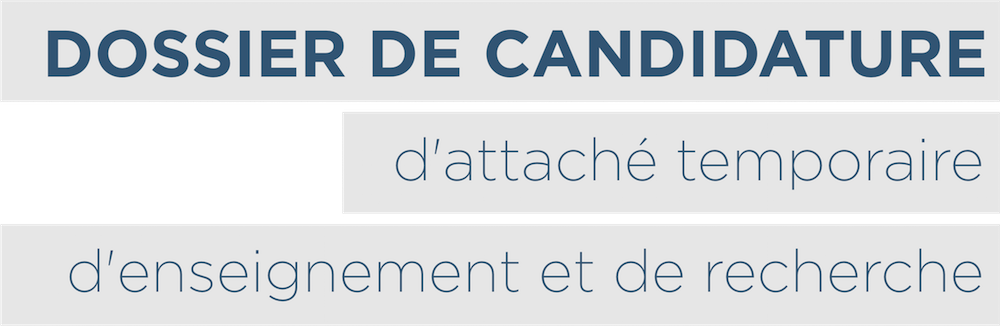 DOSSIER DE CANDIDATURE
d'attaché temporaire
d'enseignement et de recherche